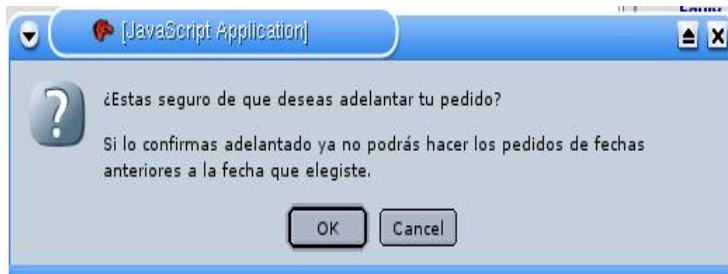 [JavaScript Application]
¿Estas seguro de que deseas adelantar tu pedido?
Si lo confirmas adelantado ya no podrás hacer los pedidos de fechas
anteriores a la fecha que elegiste.
OK
Cancel